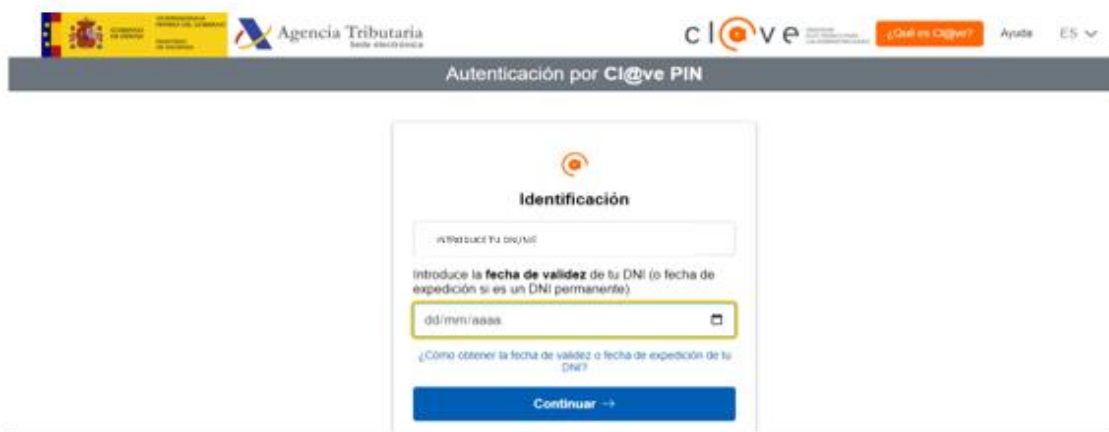 Agencia Tributaria
Sede electrónica
cl@ve
¿Qué es Cl@ve?
Ayuda
ES
Autenticación por Cl@ve PIN
Identificación
INTRODUCE TU DNI/NIE
Introduce la fecha de validez de tu DNI (o fecha de
expedición si es un DNI permanente)
dd/mm/aaaa
¿Cómo obtener la fecha de validez o fecha de expedición de tu
DNI?
Continuar →